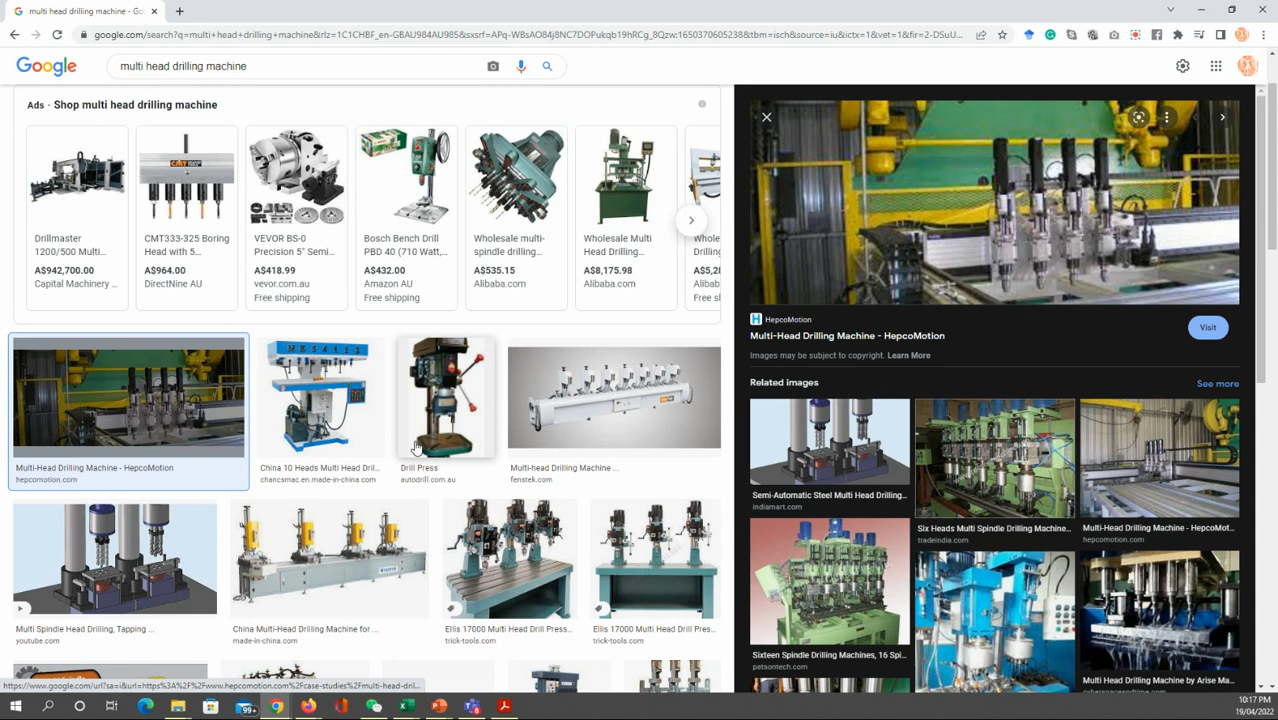 multi head drilling machine - Go
google.com/search?q=multi+head+drilling+machine&rlz=1C1CHBF_en-GBAU984AU985&sxsrf=APq-WBsAO84j8NC7DOPukqb19hRCg_8Qzw:1650370605238&tbm=isch&source=iu&ictx=1&vet=1&fir=2-DSuU...
Google
multi head drilling machine
Ads · Shop multi head drilling machine
Drillmaster
1200/500 Multi...
A$942,700.00
Capital Machinery ...
CMT333-325 Boring
Head with 5...
A$964.00
DirectNine AU
VEVOR BS-0
Precision 5" Semi...
A$418.99
vevor.com.au
Free shipping
BOSCH
Bosch Bench Drill
PBD 40 (710 Watt,...
A$432.00
Amazon AU
Free shipping
Wholesale multi-
spindle drilling...
A$535.15
Alibaba.com
Wholesale Multi
Head Drilling...
A$8,175.98
Alibaba.com
Whole
Drilling
A$5,28
Alibaba
Free sh
HepcoMotion
Multi-Head Drilling Machine - HepcoMotion
Visit
Images may be subject to copyright. Learn More
Related images
See more
Multi-Head Drilling Machine - HepcoMotion
hepcomotion.com
China 10 Heads Multi Head Dril...
chancsmac.en.made-in-china.com
Drill Press
autodrill.com.au
Multi-head Drilling Machine ...
fenstek.com
Semi-Automatic Steel Multi Head Drilling...
indiamart.com
Six Heads Multi Spindle Drilling Machine...
tradeindia.com
Multi-Head Drilling Machine - HepcoMot...
hepcomotion.com
Multi Spindle Head Drilling, Tapping ...
youtube.com
China Multi-Head Drilling Machine for ...
made-in-china.com
Ellis 17000 Multi Head Drill Press...
trick-tools.com
Ellis 17000 Multi Head Drill Pres...
trick-tools.com
Sixteen Spindle Drilling Machines, 16 Spi...
patsontech.com
Multi Head Drilling Machine by Arise Ma...
cyberspaceandtime.com
https://www.google.com/url?sa=i&url=https%3A%2F%2Fwww.hepcomotion.com%2Fcase-studies%2Fmulti-head-dril...
99+
10:17 PM
19/04/2022